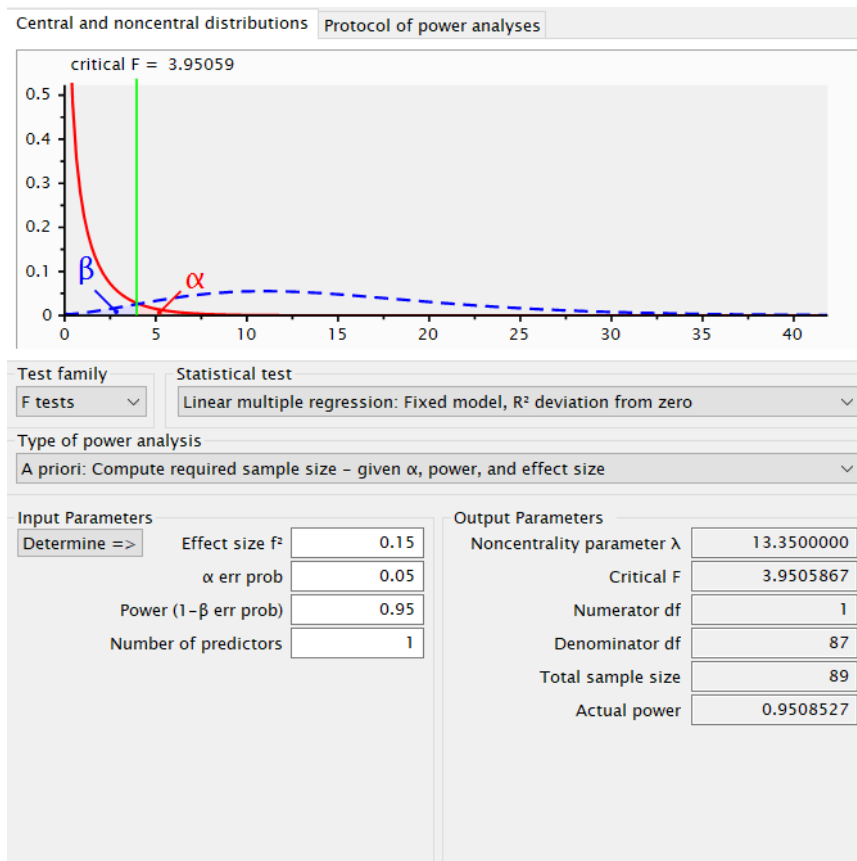 Central and noncentral distributions Protocol of power analyses
critical F = 3.95059
0.5
0.4
0.3
0.2
0.1
0
β
α
0 5 10 15 20 25 30 35 40
Test family Statistical test
F tests Linear multiple regression: Fixed model, R² deviation from zero
Type of power analysis
A priori: Compute required sample size – given α, power, and effect size
Input Parameters Output Parameters
Determine => Effect size f² 0.15 Noncentrality parameter λ 13.3500000
α err prob 0.05 Critical F 3.9505867
Power (1–β err prob) 0.95 Numerator df 1
Number of predictors 1 Denominator df 87
Total sample size 89
Actual power 0.9508527